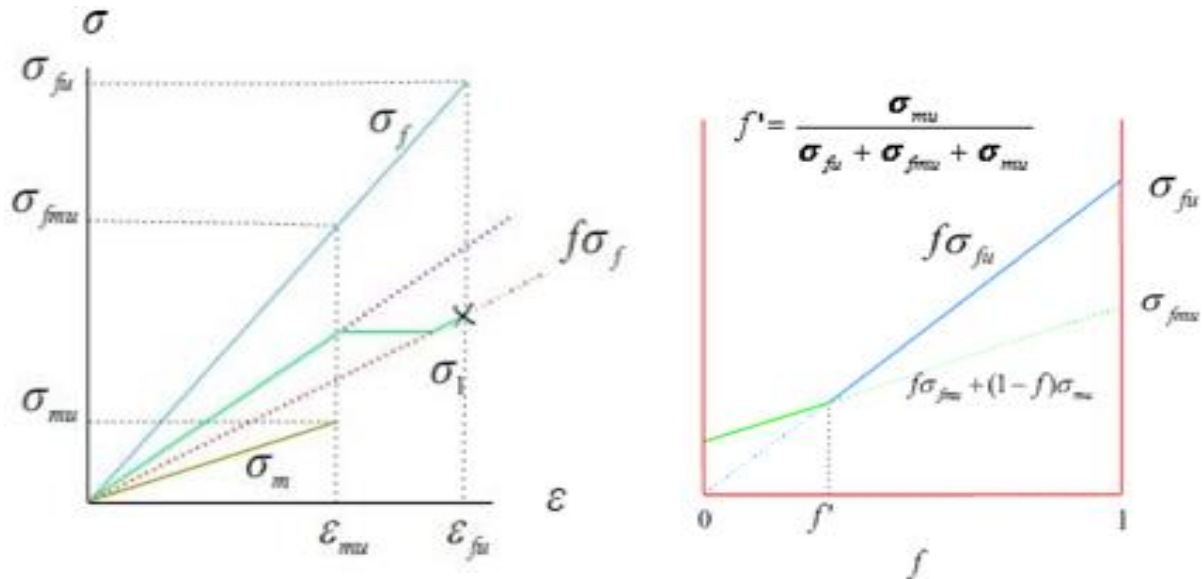 σ
σ_fu
σ_f
σ_fmu
fσ_f
σ_1
σ_mu
σ_m
ε
ε_mu
ε_fu
f' = σ_mu / (σ_fu + σ_fmu + σ_mu)
σ_fu
fσ_fu
σ_fmu
fσ_fmu + (1 − f)σ_mu
0
f'
1
f